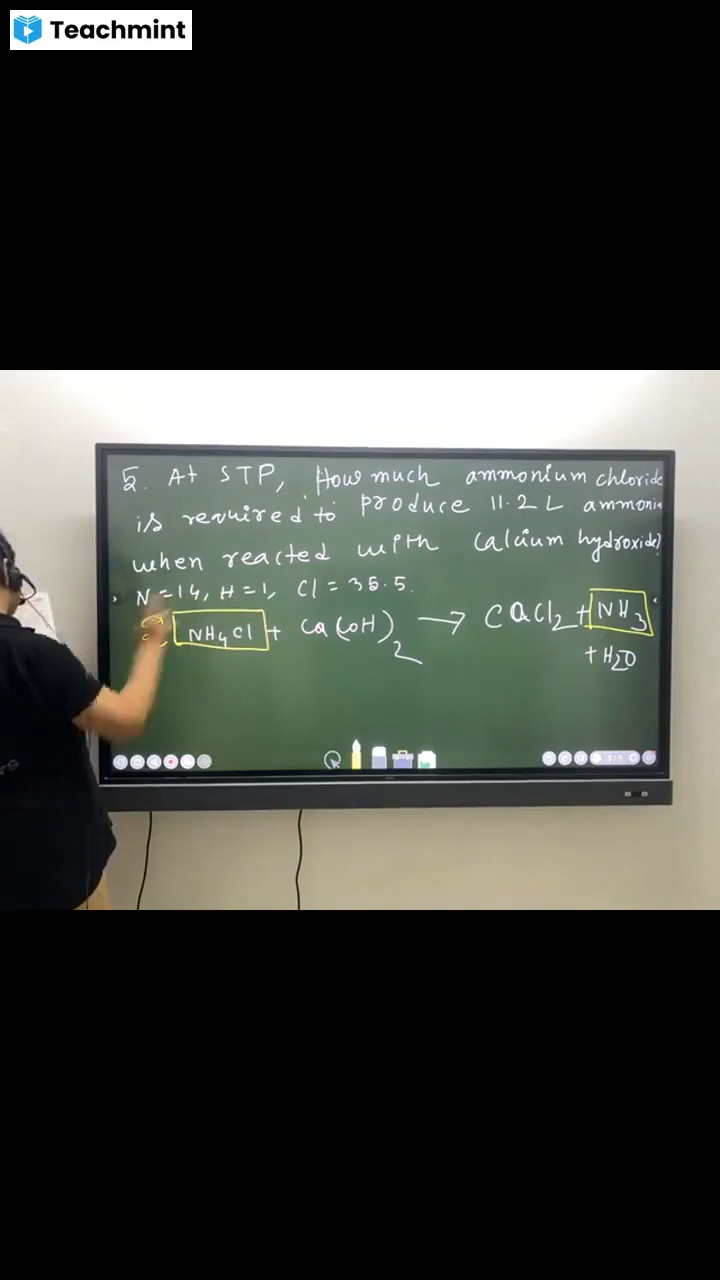 Teachmint
5. At STP, How much ammonium chloride
is required to produce 11.2 L ammonia
when reacted with calcium hydroxide?
N=14, H=1, Cl = 35.5.
NH4Cl + Ca(OH)2 → CaCl2 + NH3
+ H2O